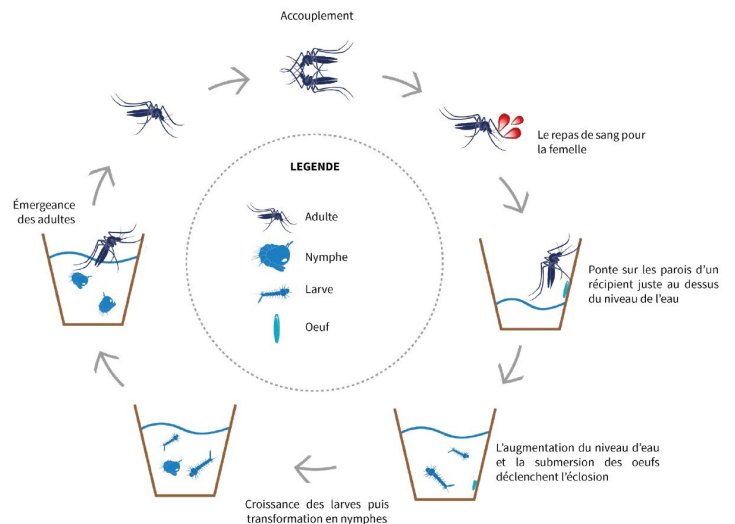 Accouplement
Le repas de sang pour
la femelle
LEGENDE
Adulte
Nymphe
Larve
Oeuf
Émergeance
des adultes
Ponte sur les parois d'un
récipient juste au dessus
du niveau de l'eau
L'augmentation du niveau d'eau
et la submersion des oeufs
déclenchent l'éclosion
Croissance des larves puis
transformation en nymphes